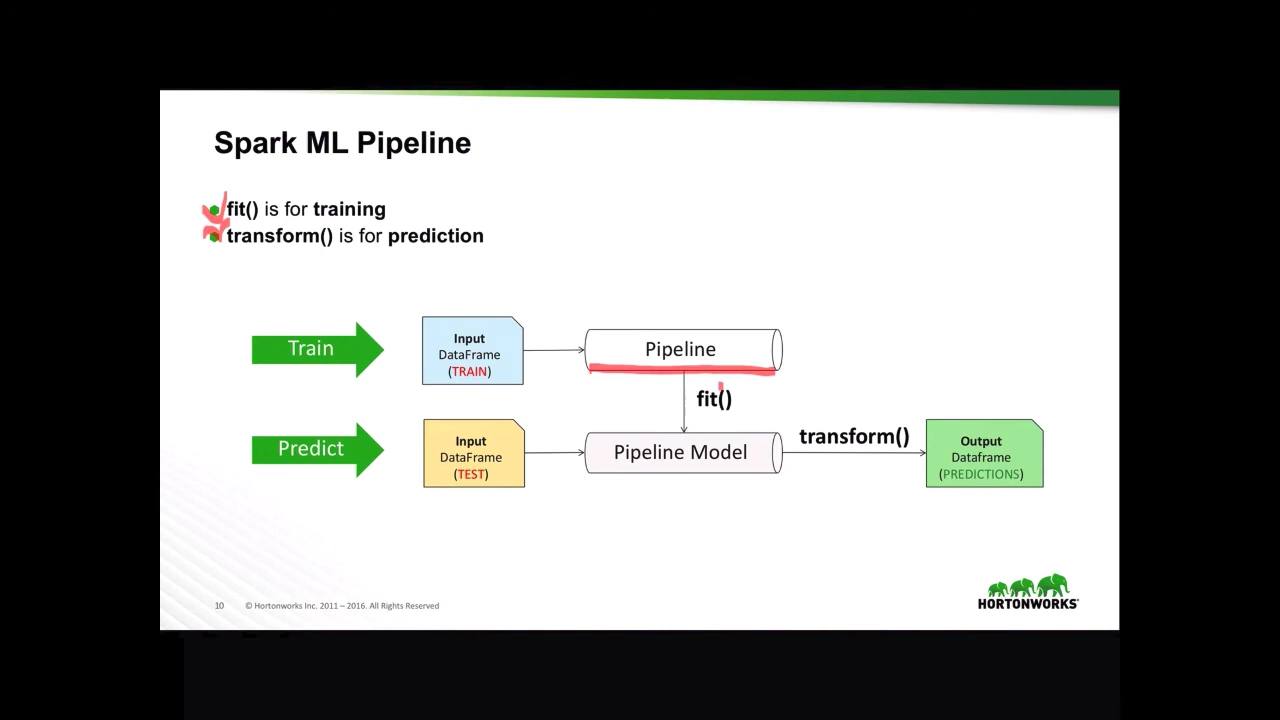 Spark ML Pipeline
fit() is for training
transform() is for prediction
Train
Input
DataFrame
(TRAIN)
Pipeline
fit()
Predict
Input
DataFrame
(TEST)
Pipeline Model
transform()
Output
Dataframe
(PREDICTIONS)
10 © Hortonworks Inc. 2011 – 2016. All Rights Reserved
HORTONWORKS